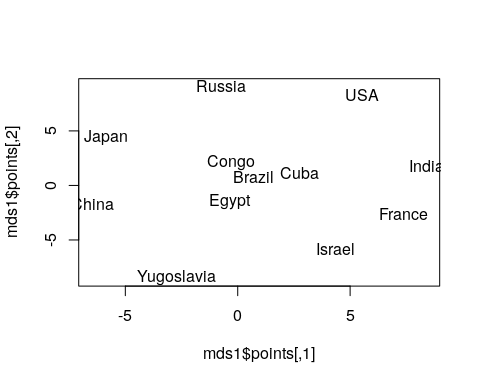 Russia
USA
Japan
Congo
Brazil
Cuba
India
China
Egypt
France
Israel
Yugoslavia
5
0
-5
-5
0
5
mds1$points[,2]
mds1$points[,1]